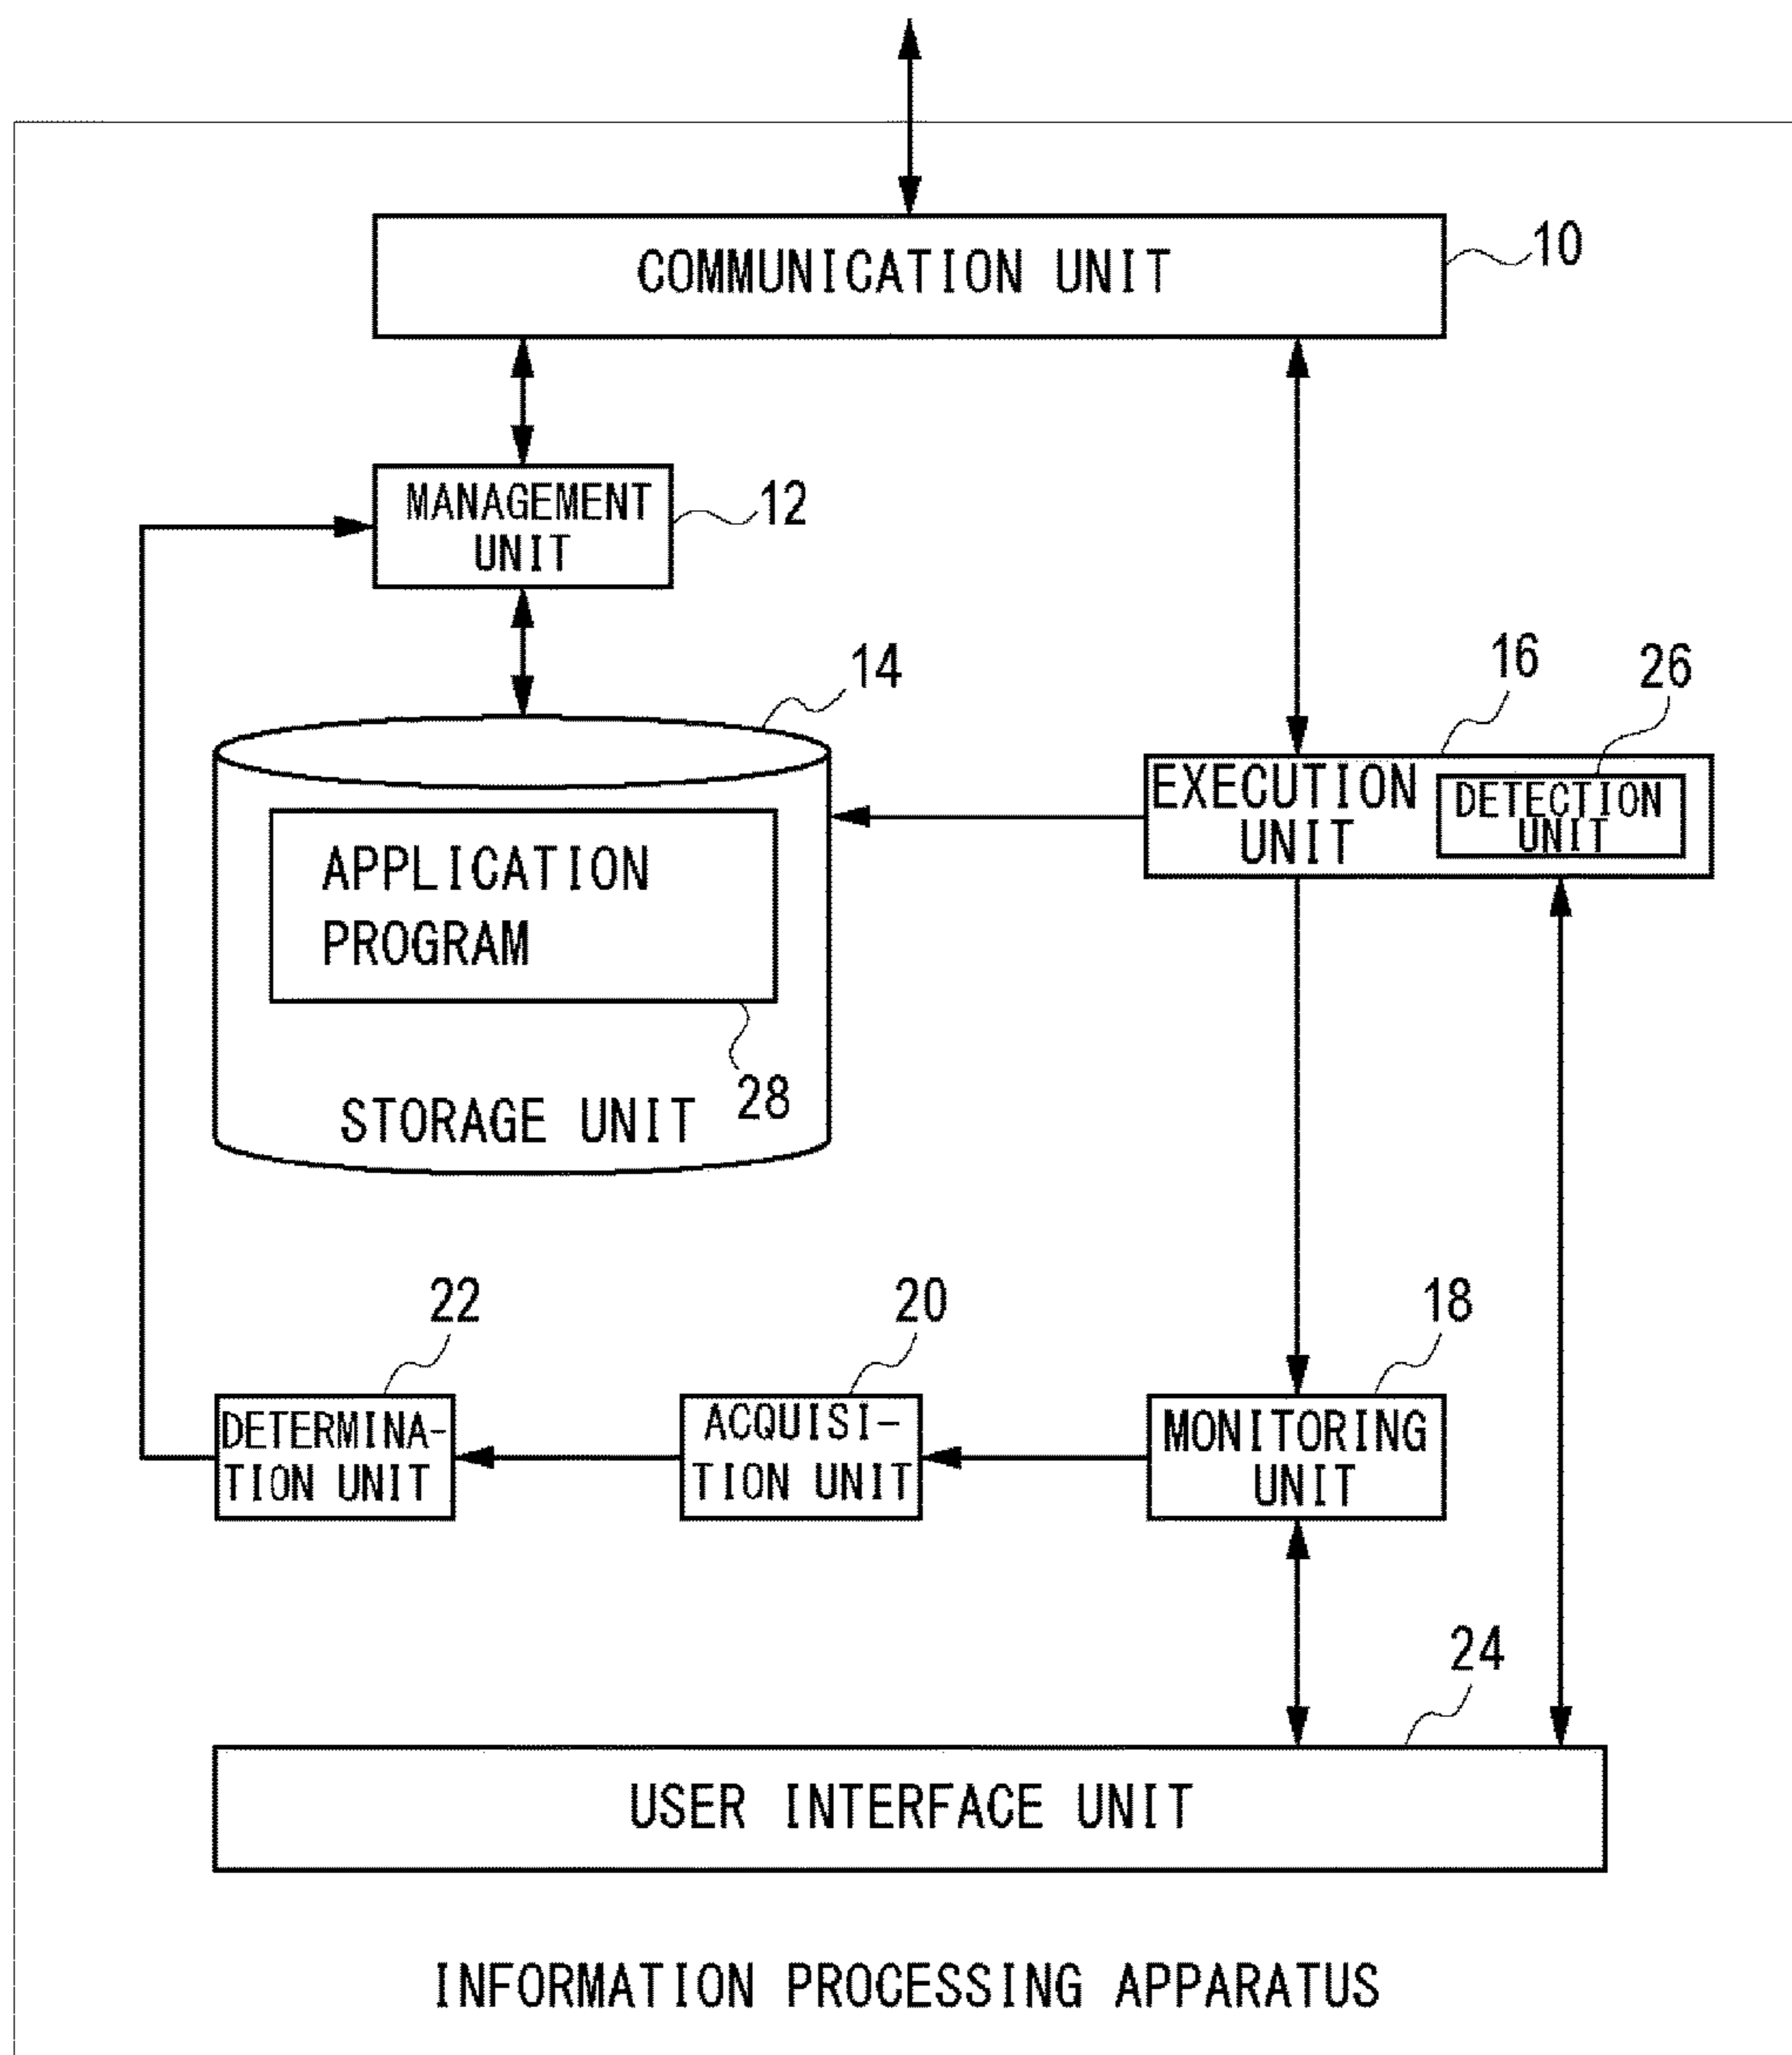 COMMUNICATION UNIT
10
MANAGEMENT
UNIT
12
14
16
26
EXECUTION
UNIT
DETECTION
UNIT
APPLICATION
PROGRAM
28
STORAGE UNIT
22
20
18
DETERMINA-
TION UNIT
ACQUISI-
TION UNIT
MONITORING
UNIT
24
USER INTERFACE UNIT
INFORMATION PROCESSING APPARATUS